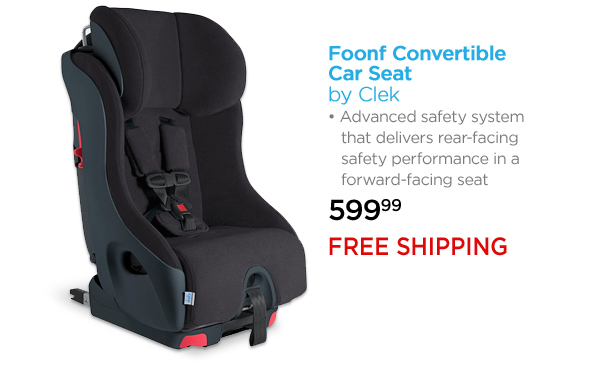 Foonf Convertible
Car Seat
by Clek
• Advanced safety system
that delivers rear-facing
safety performance in a
forward-facing seat
599⁹⁹
FREE SHIPPING